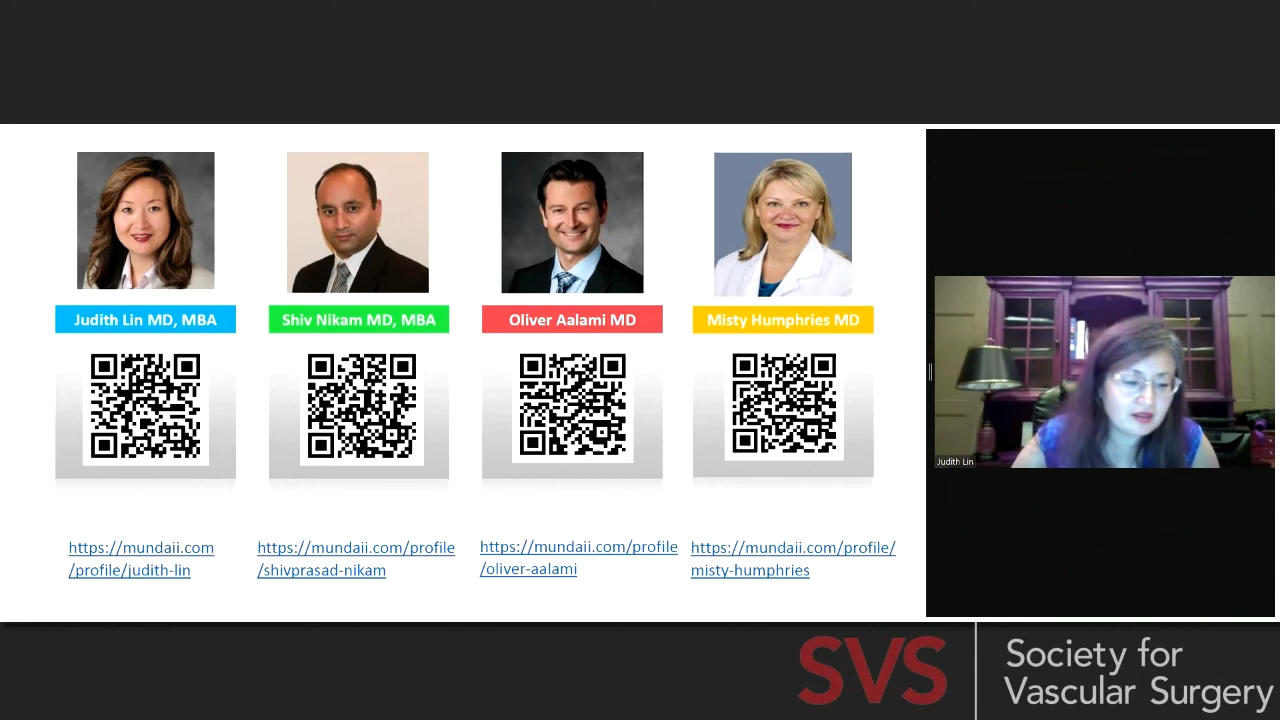 Judith Lin MD, MBA
Shiv Nikam MD, MBA
Oliver Aalami MD
Misty Humphries MD
https://mundaii.com
/profile/judith-lin
https://mundaii.com/profile
/shivprasad-nikam
https://mundaii.com/profile
/oliver-aalami
https://mundaii.com/profile/
misty-humphries
Judith Lin
SVS
Society for
Vascular Surgery